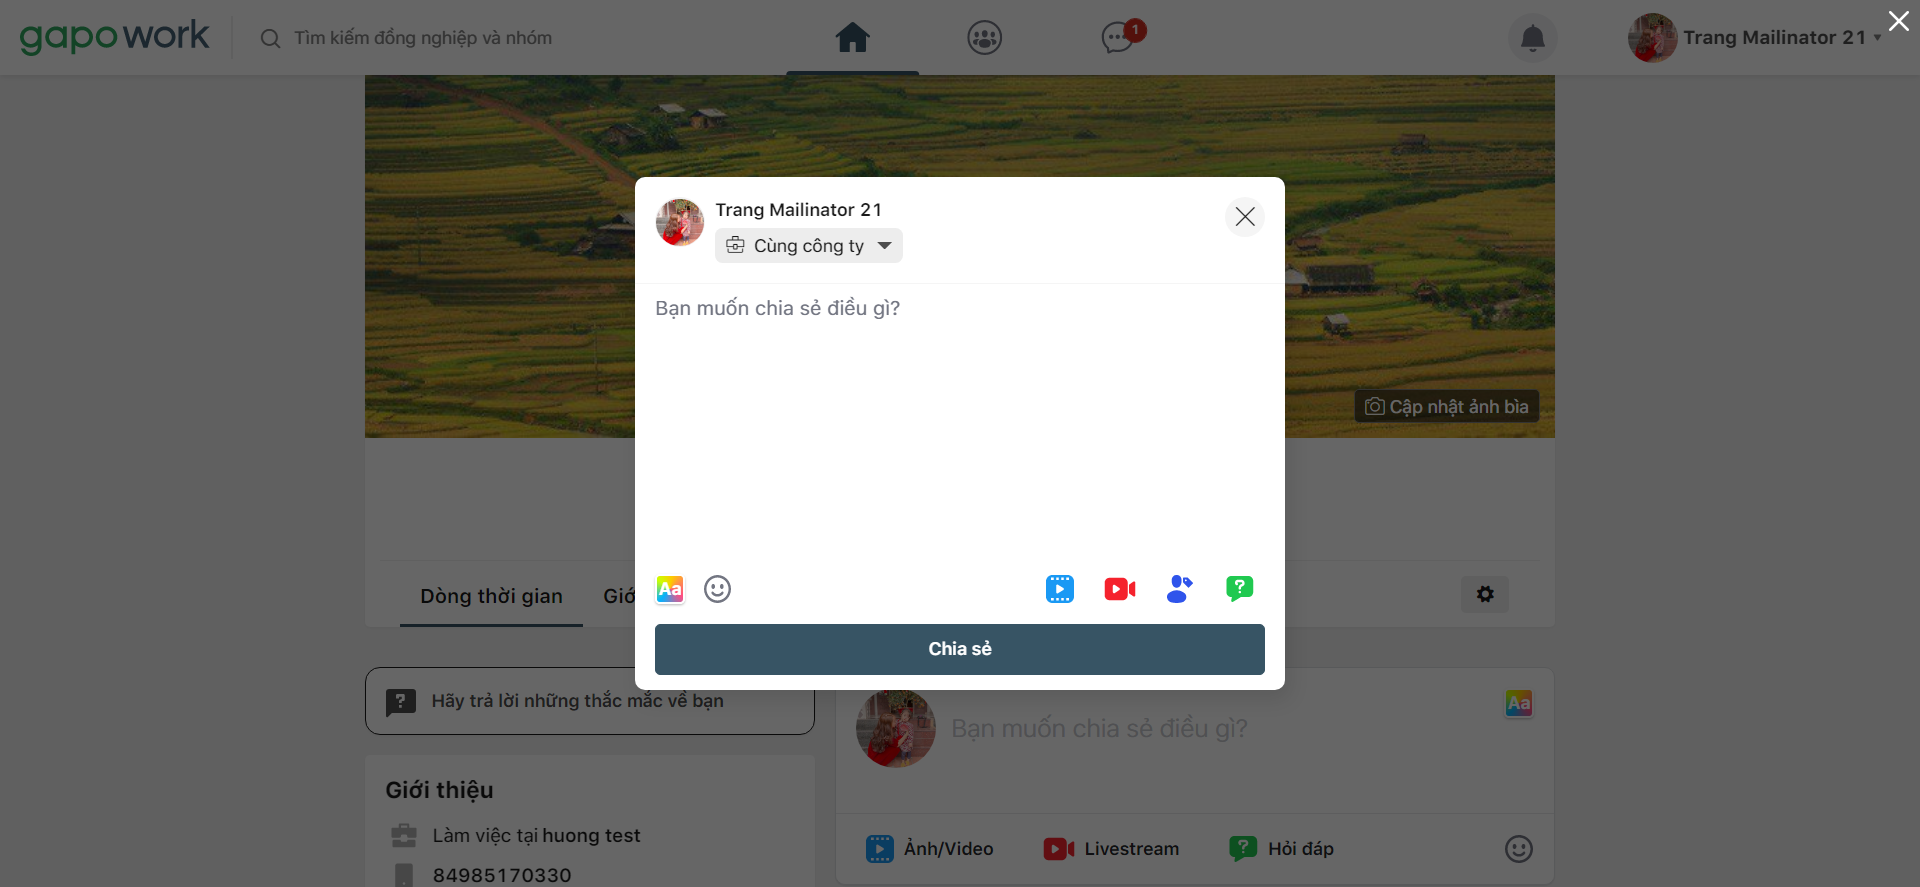 gapowork
Tìm kiếm đồng nghiệp và nhóm
1
Trang Mailinator 21
Trang Mailinator 21
Cùng công ty
Bạn muốn chia sẻ điều gì?
Cập nhật ảnh bìa
Aa
?
Chia sẻ
Dòng thời gian
Giớ
? Hãy trả lời những thắc mắc về bạn
Bạn muốn chia sẻ điều gì?
Aa
Giới thiệu
Làm việc tại huong test
84985170330
Ảnh/Video
Livestream
? Hỏi đáp